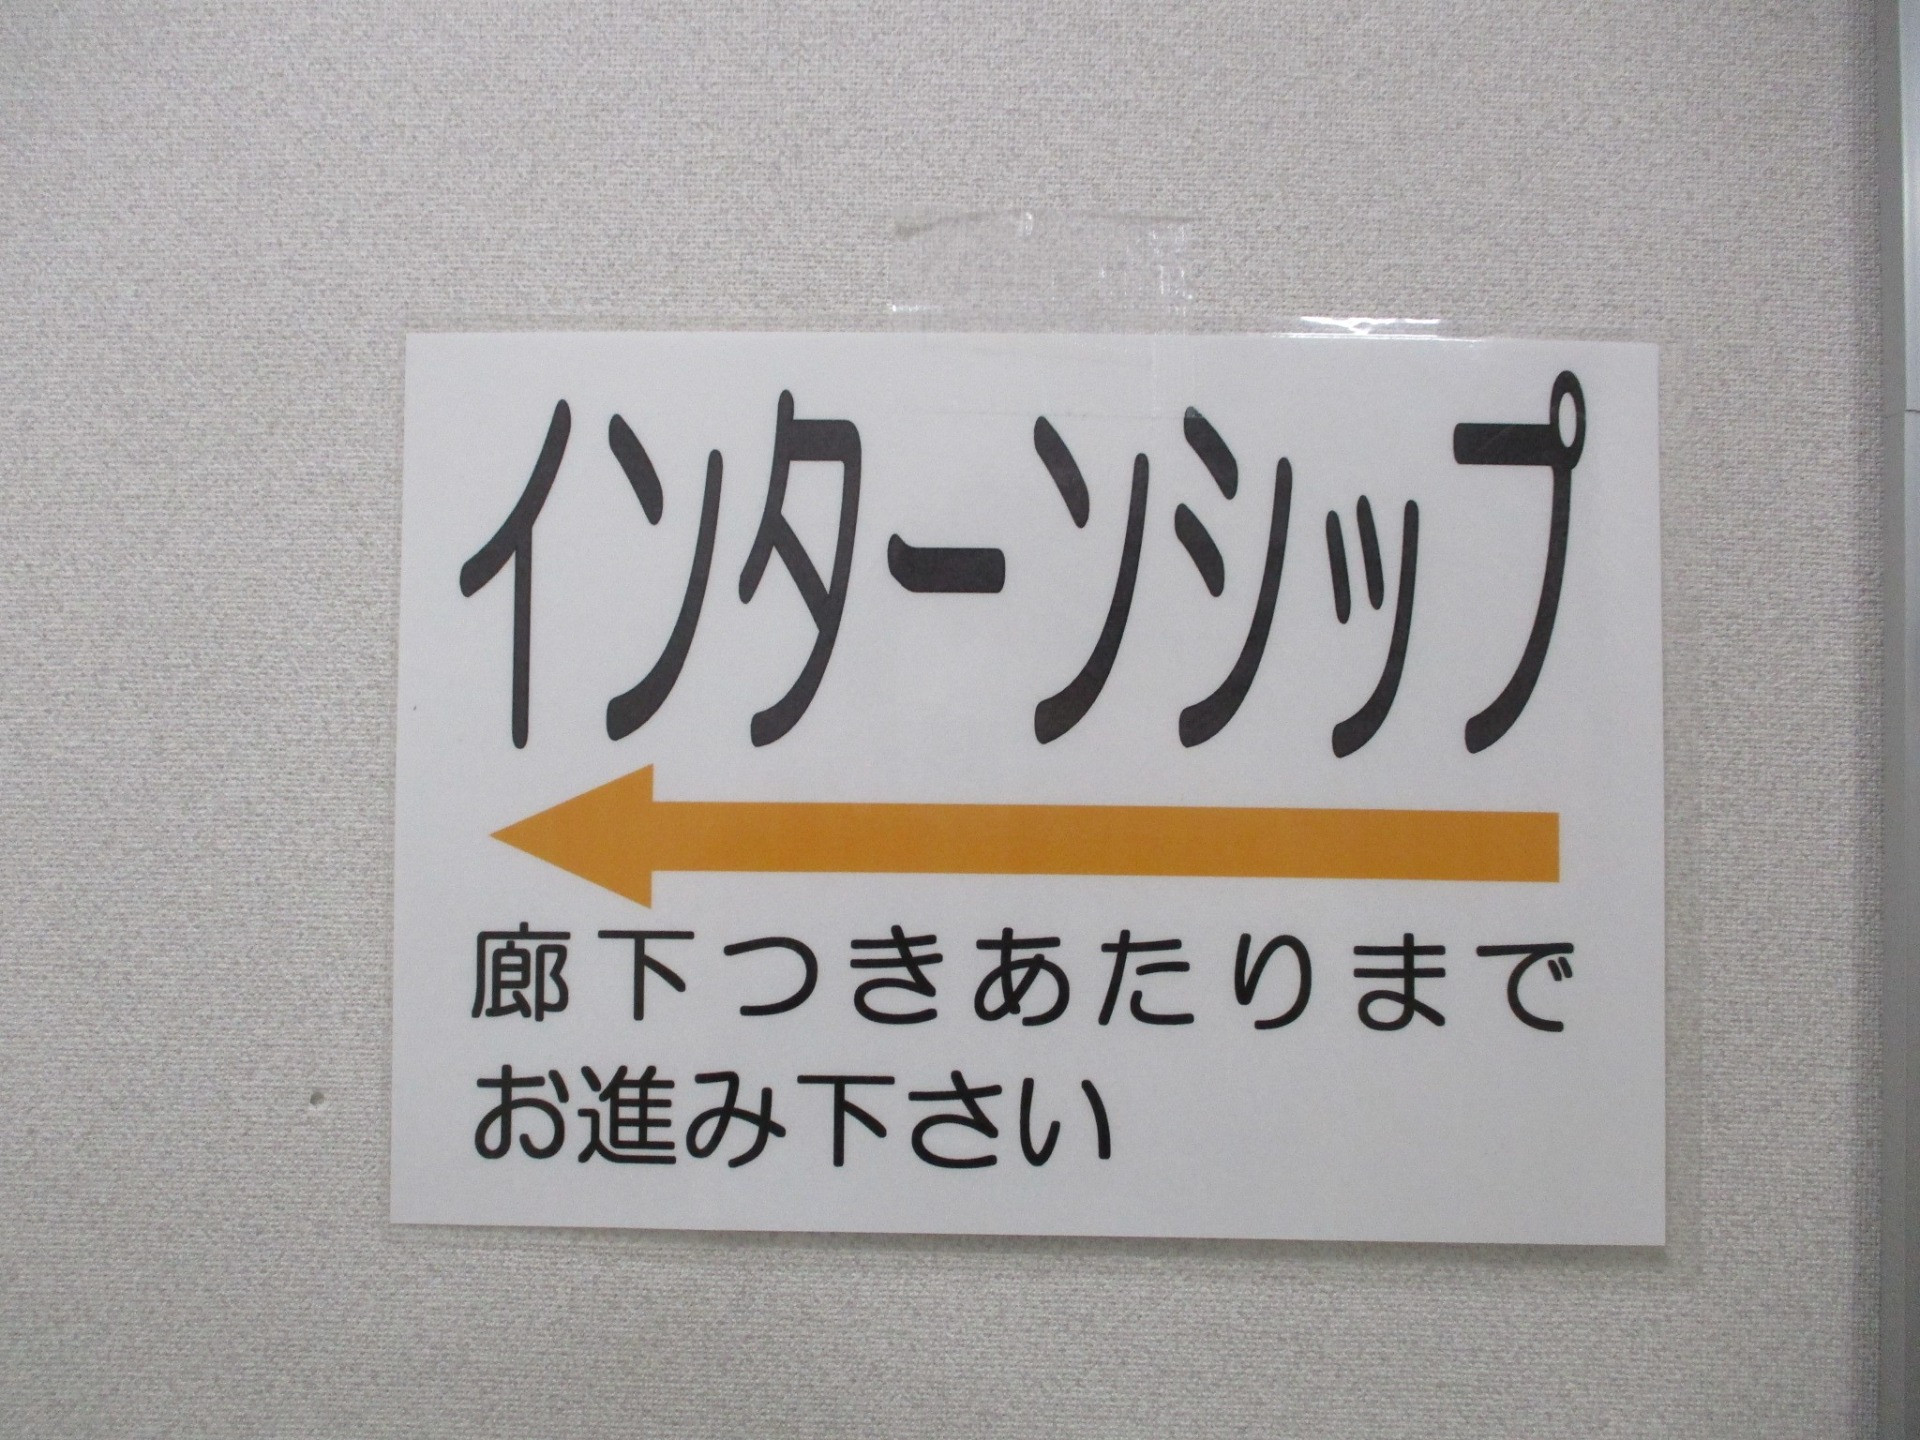 インターンシップ
廊下つきあたりまで
お進み下さい